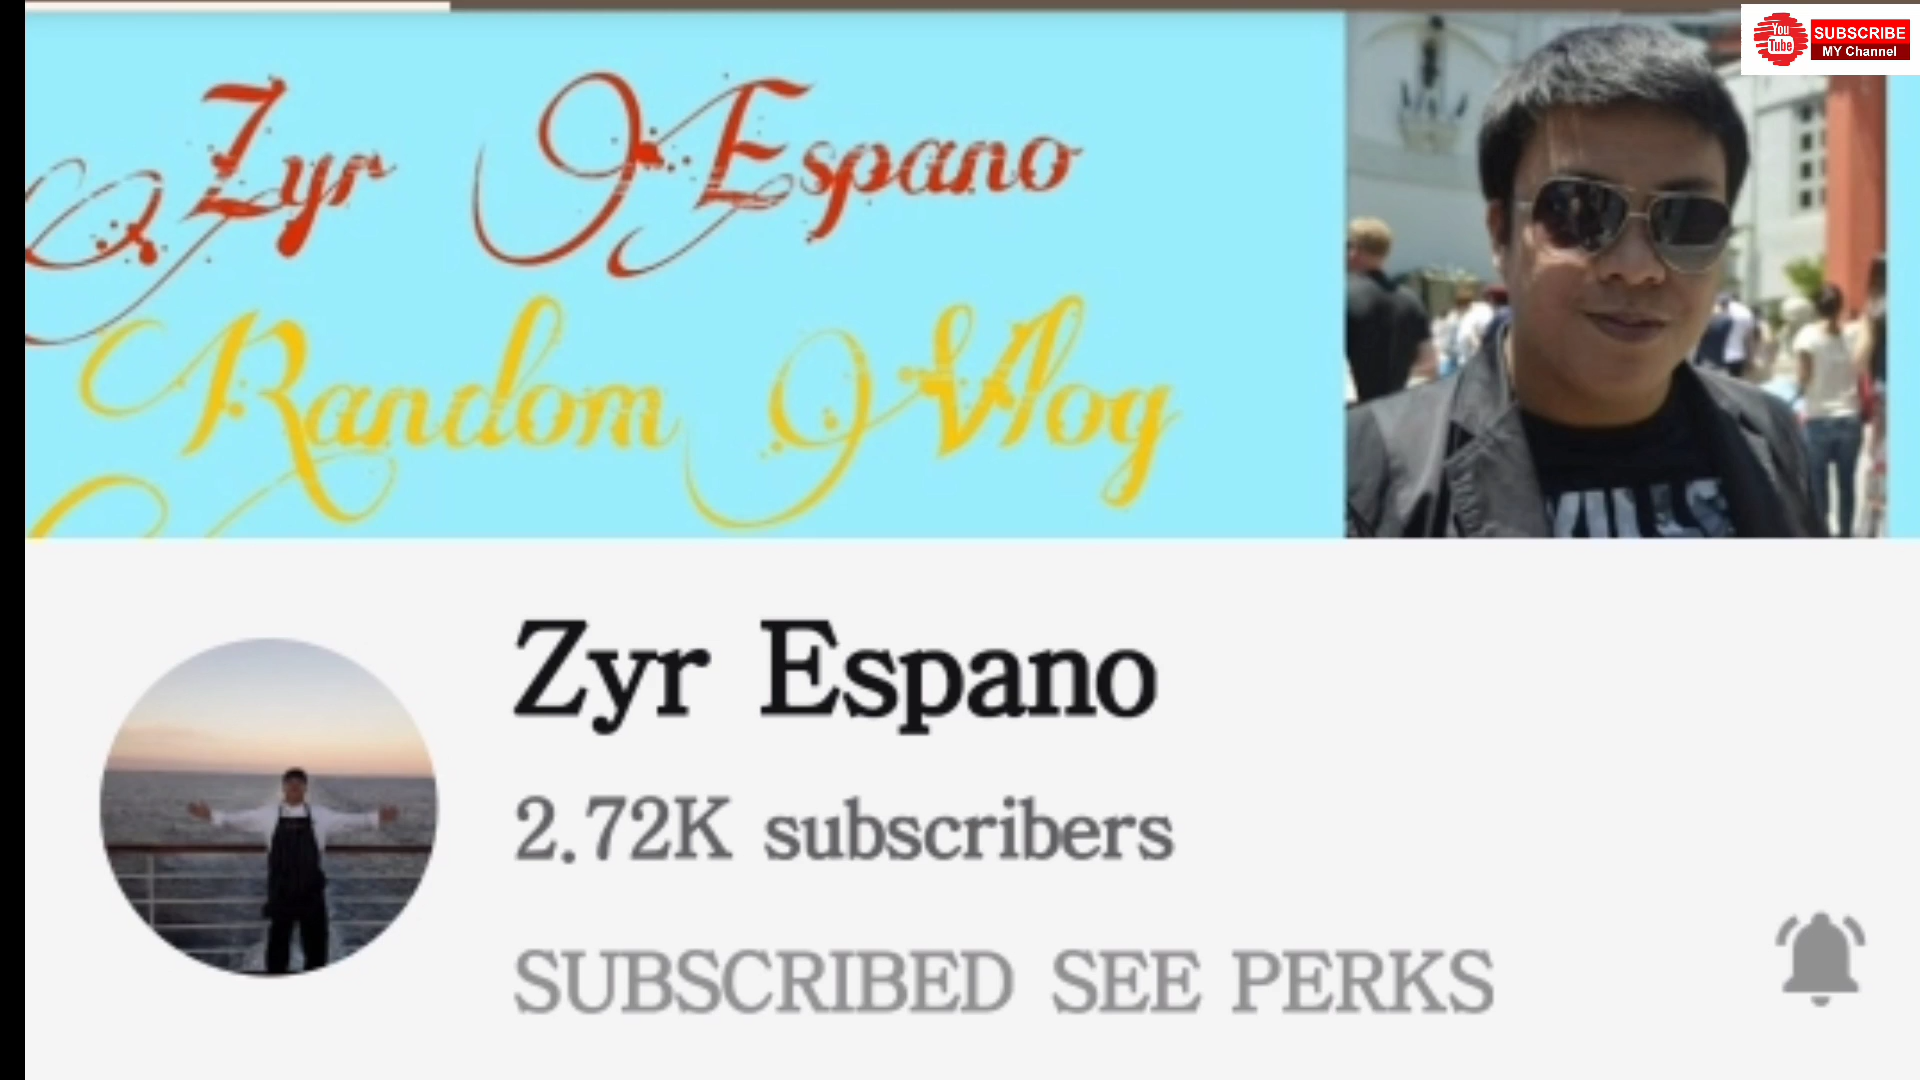 You
Tube
SUBSCRIBE
MY Channel
Zyr Espano
Random Vlog
Zyr Espano
2.72K subscribers
SUBSCRIBED SEE PERKS